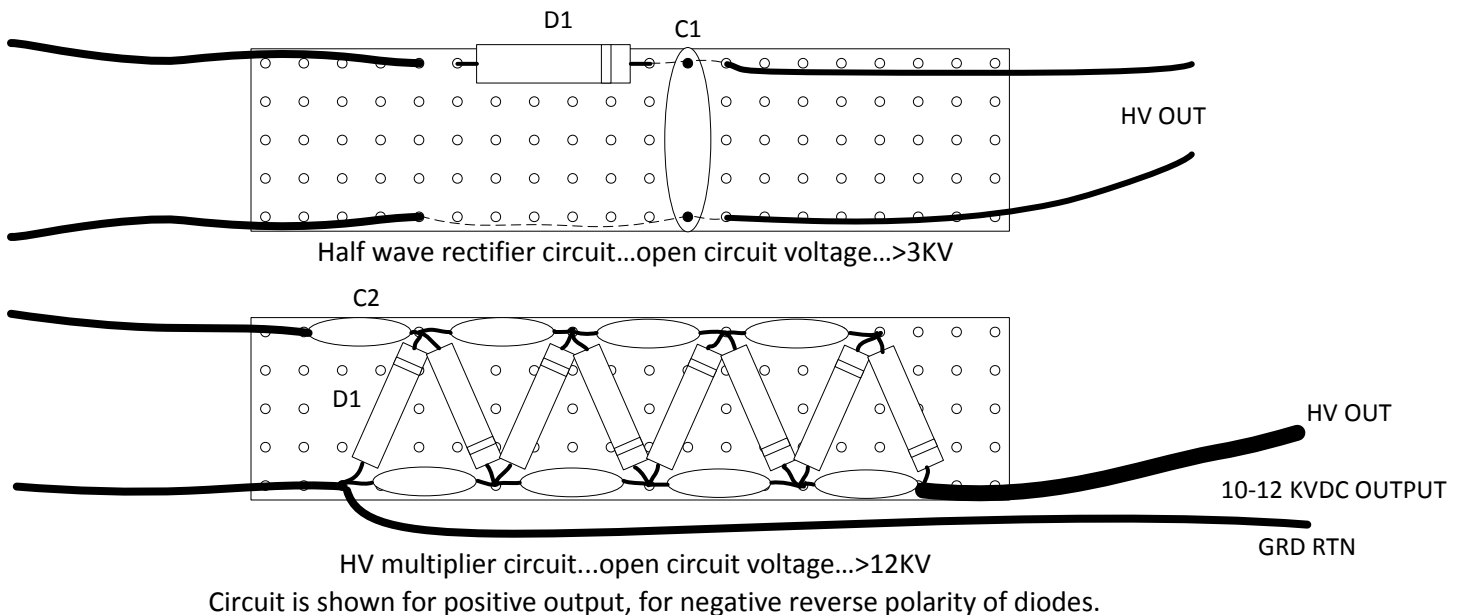 D1
C1
HV OUT
Half wave rectifier circuit...open circuit voltage...>3KV
C2
D1
HV OUT
10-12 KVDC OUTPUT
GRD RTN
HV multiplier circuit...open circuit voltage...>12KV
Circuit is shown for positive output, for negative reverse polarity of diodes.